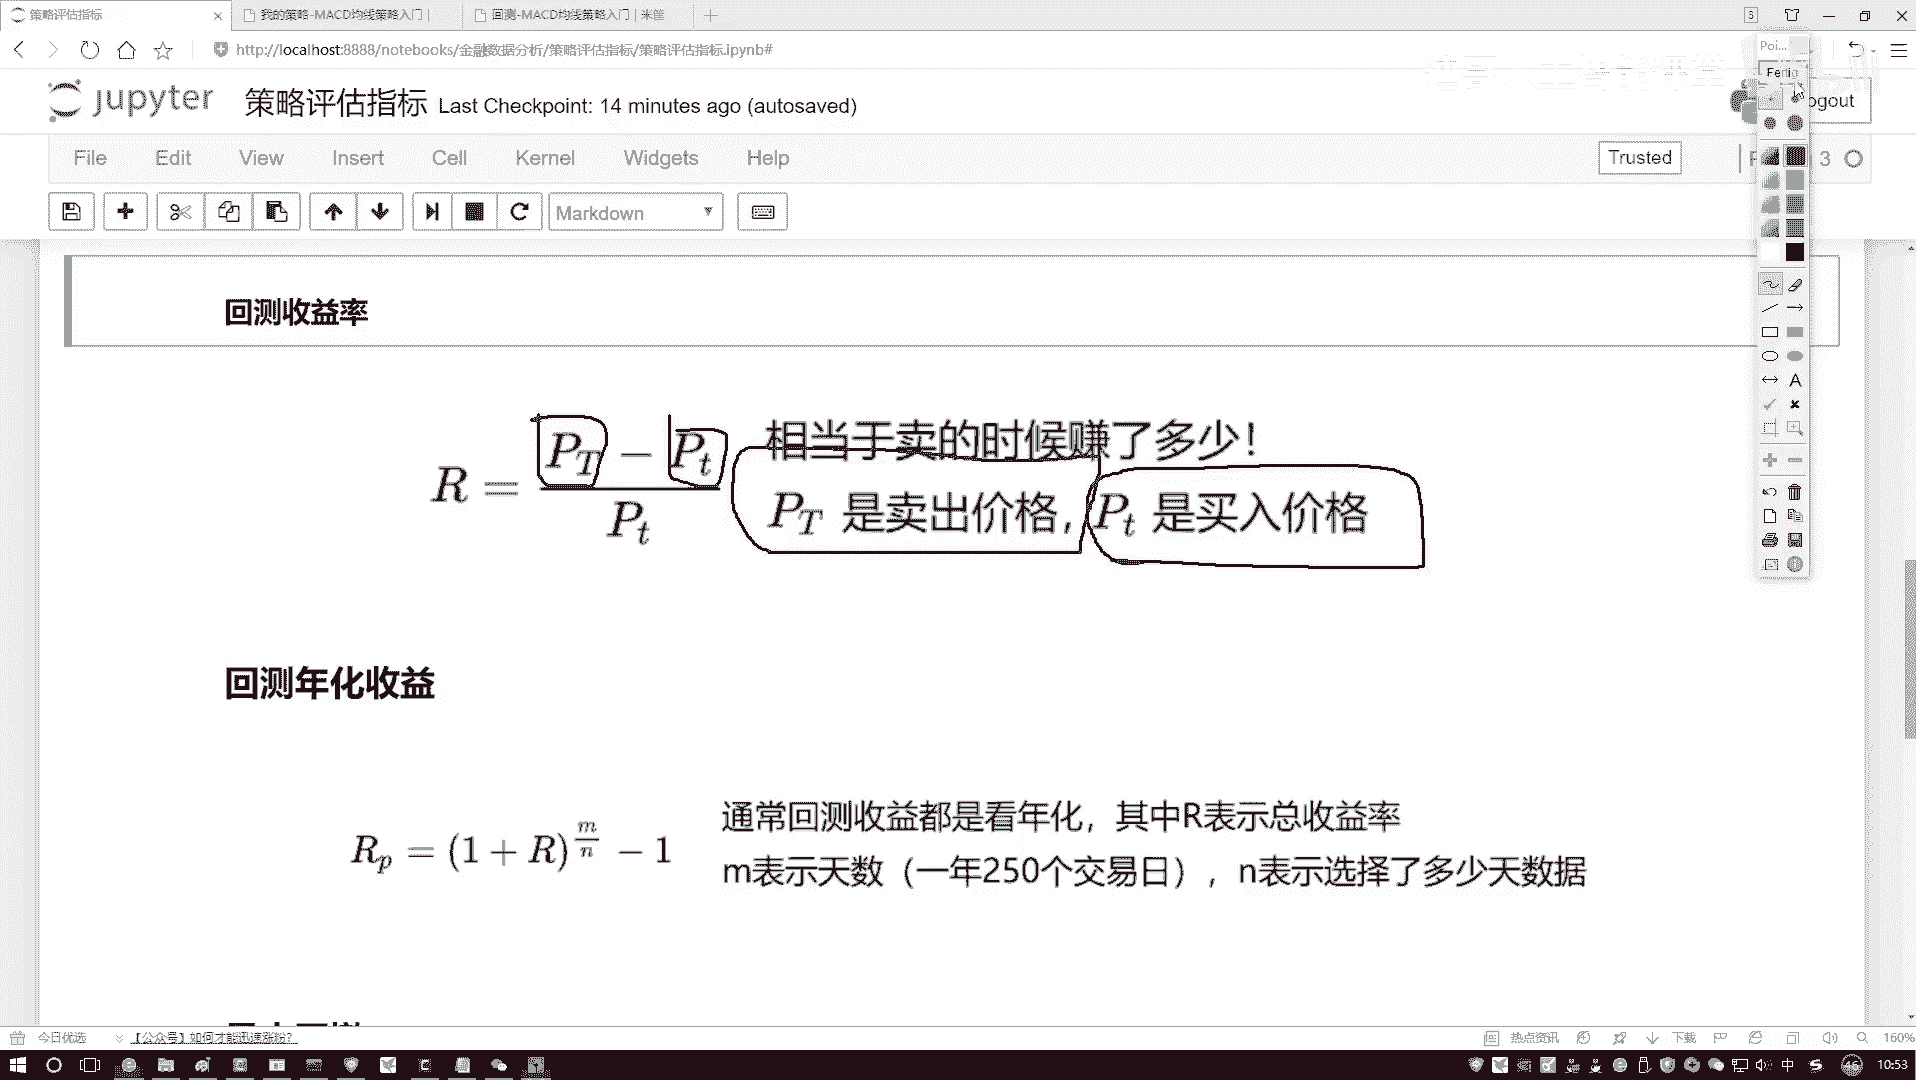 策略评估指标
我的策略-MACD均线策略入门 |
回测-MACD均线策略入门 | 米筐
3
http://localhost:8888/notebooks/金融数据分析/策略评估指标/策略评估指标.ipynb#
Poi...
Fertig
jupyter 策略评估指标 Last Checkpoint: 14 minutes ago (autosaved)
ogout
File Edit View Insert Cell Kernel Widgets Help
Trusted
P 3
Markdown
A
回测收益率
R = \frac{P_T - P_t}{P_t}
相当于卖的时候赚了多少！
P_T 是卖出价格，P_t 是买入价格
回测年化收益
R_p = (1 + R)^{\frac{m}{n}} - 1
通常回测收益都是看年化，其中R表示总收益率
m表示天数（一年250个交易日），n表示选择了多少天数据
今日优选
【公众号】如何才能迅速涨粉？
热点资讯
下载
160%
中
46
10:53